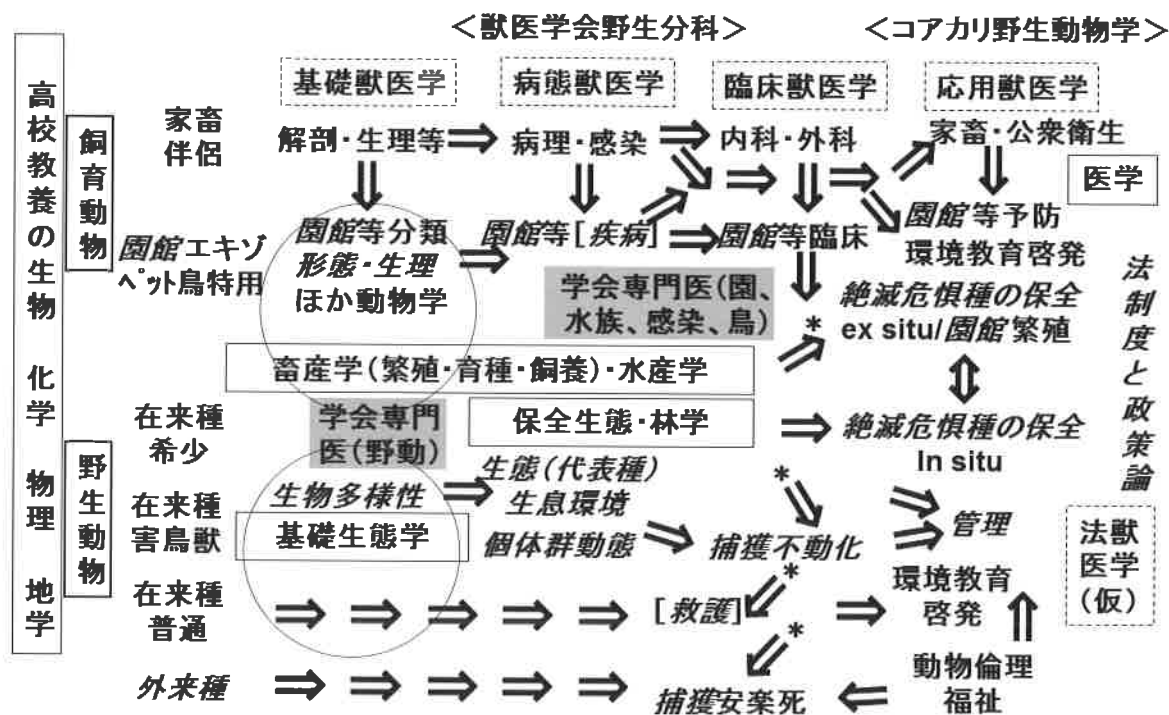 <獣医学会野生分科>
<コアカリ野生動物学>
基礎獣医学
病態獣医学
臨床獣医学
応用獣医学
高校教養の生物 化学 物理 地学
飼育動物
野生動物
家畜
伴侶
解剖・生理等
病理・感染
内科・外科
家畜・公衆衛生
医学
園館エキゾ
ペット鳥特用
園館等分類
形態・生理
ほか動物学
園館等[疾病]
園館等臨床
園館等予防
環境教育啓発
学会専門医(園、
水族、感染、鳥)
*
絶滅危惧種の保全
ex situ/園館繁殖
法制度と政策論
畜産学(繁殖・育種・飼養)・水産学
在来種
希少
学会専門
医(野動)
保全生態・林学
絶滅危惧種の保全
In situ
在来種
害鳥獣
生物多様性
基礎生態学
生態(代表種)
生息環境
個体群動態
*
捕獲不動化
管理
法獣
医学
(仮)
在来種
普通
*
[救護]
環境教育
啓発
*
外来種
捕獲安楽死
動物倫理
福祉